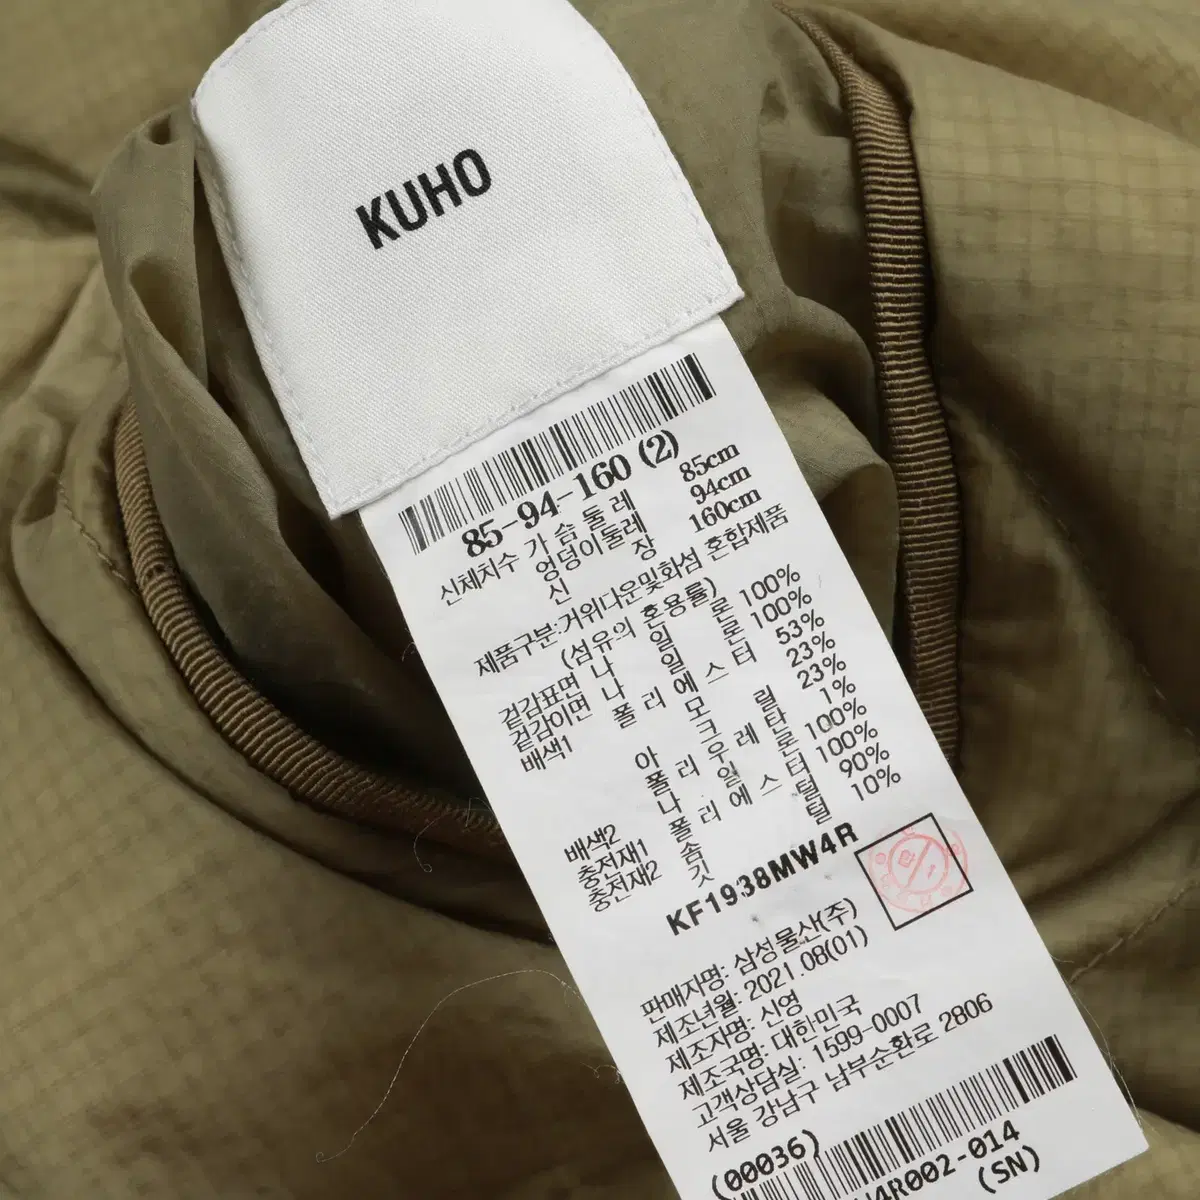 KUHO
85-94-160 (2)
신체치수 가 슴 둘 레 85cm
엉덩이둘레 94cm
신 장 160cm
제품구분:거위다운및화섬 혼합제품
(섬유의 혼용률)
겉감표면 나 일 론 100%
겉감이면 나 일 론 100%
배색1 폴 리 에 스 터 53%
모 23%
아 크 릴 23%
폴 리 우 레 탄 1%
배색2 나 일 론 100%
충전재1 폴 리 에 스 터 100%
충전재2 솜 털 90%
깃 털 10%
KF1938MW4R
판매자명: 삼성물산(주)
제조년월: 2021.08(01)
제조자명: 신영
제조국명: 대한민국
고객상담실: 1599-0007
서울 강남구 남부순환로 2806
(00036)
W4R002-014
(SN)